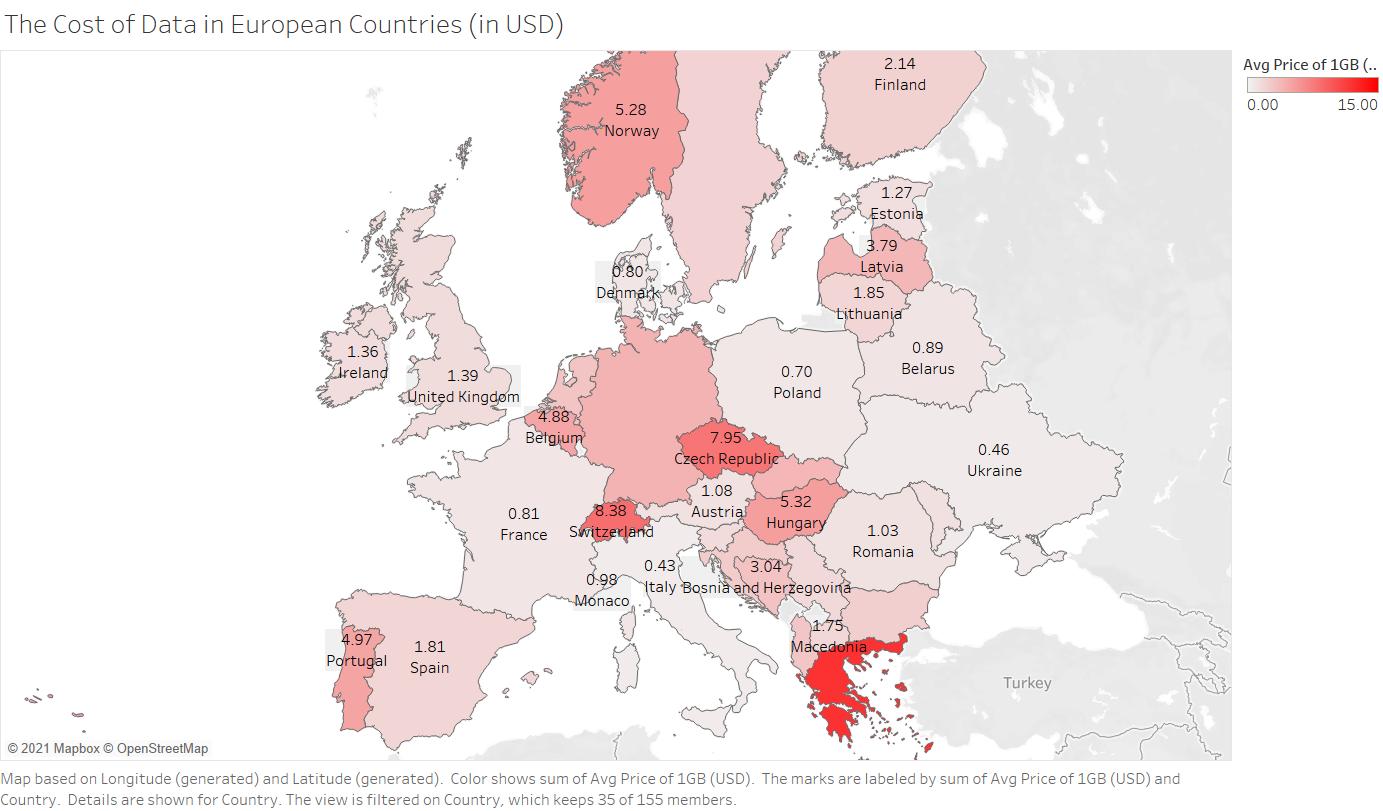 The Cost of Data in European Countries (in USD)
Avg Price of 1GB (..
0.00 15.00
2.14
Finland
5.28
Norway
1.27
Estonia
3.79
Latvia
0.80
Denmark
1.85
Lithuania
1.36
Ireland
0.89
Belarus
1.39
United Kingdom
0.70
Poland
4.88
Belgium
7.95
Czech Republic
0.46
Ukraine
1.08
Austria
5.32
Hungary
8.38
Switzerland
0.81
France
1.03
Romania
0.43
Italy
3.04
Bosnia and Herzegovina
0.98
Monaco
1.75
Macedonia
4.97
Portugal
1.81
Spain
Turkey
© 2021 Mapbox © OpenStreetMap
Map based on Longitude (generated) and Latitude (generated).  Color shows sum of Avg Price of 1GB (USD).  The marks are labeled by sum of Avg Price of 1GB (USD) and
Country.  Details are shown for Country. The view is filtered on Country, which keeps 35 of 155 members.